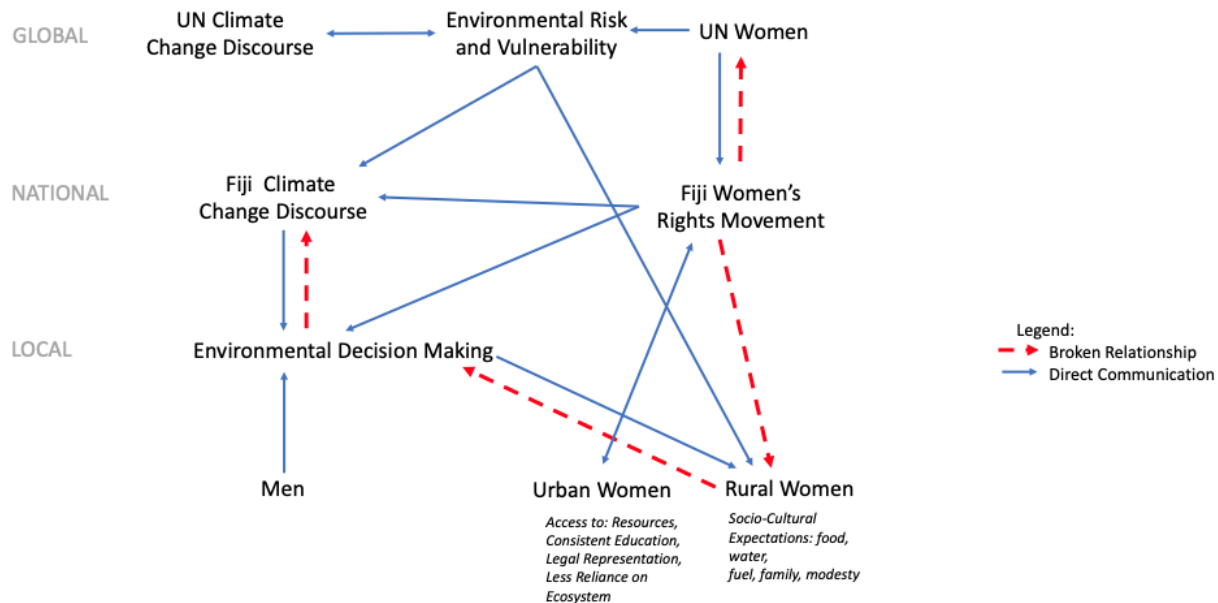 GLOBAL
UN Climate
Change Discourse
Environmental Risk
and Vulnerability
UN Women
NATIONAL
Fiji Climate
Change Discourse
Fiji Women's
Rights Movement
LOCAL
Environmental Decision Making
Legend:
Broken Relationship
Direct Communication
Men
Urban Women
Access to: Resources,
Consistent Education,
Legal Representation,
Less Reliance on
Ecosystem
Rural Women
Socio-Cultural
Expectations: food,
water,
fuel, family, modesty